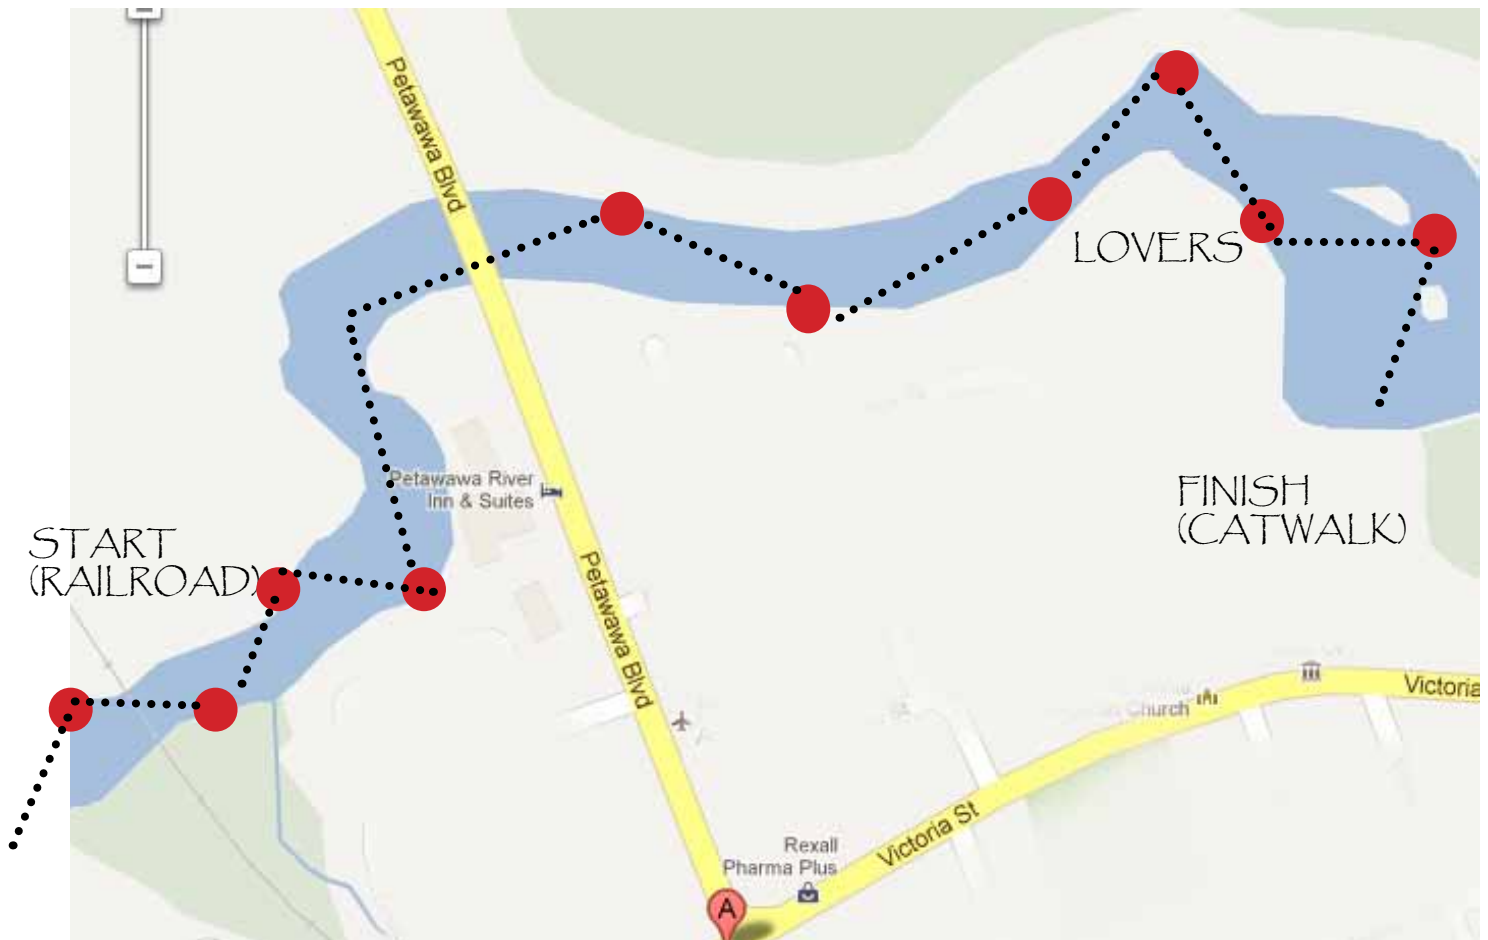 Petawawa Blvd
LOVERS
Petawawa River
Inn & Suites
FINISH
(CATWALK)
START
(RAILROAD)
Petawawa Blvd
Victoria
Church
Victoria St
Rexall
Pharma Plus
A